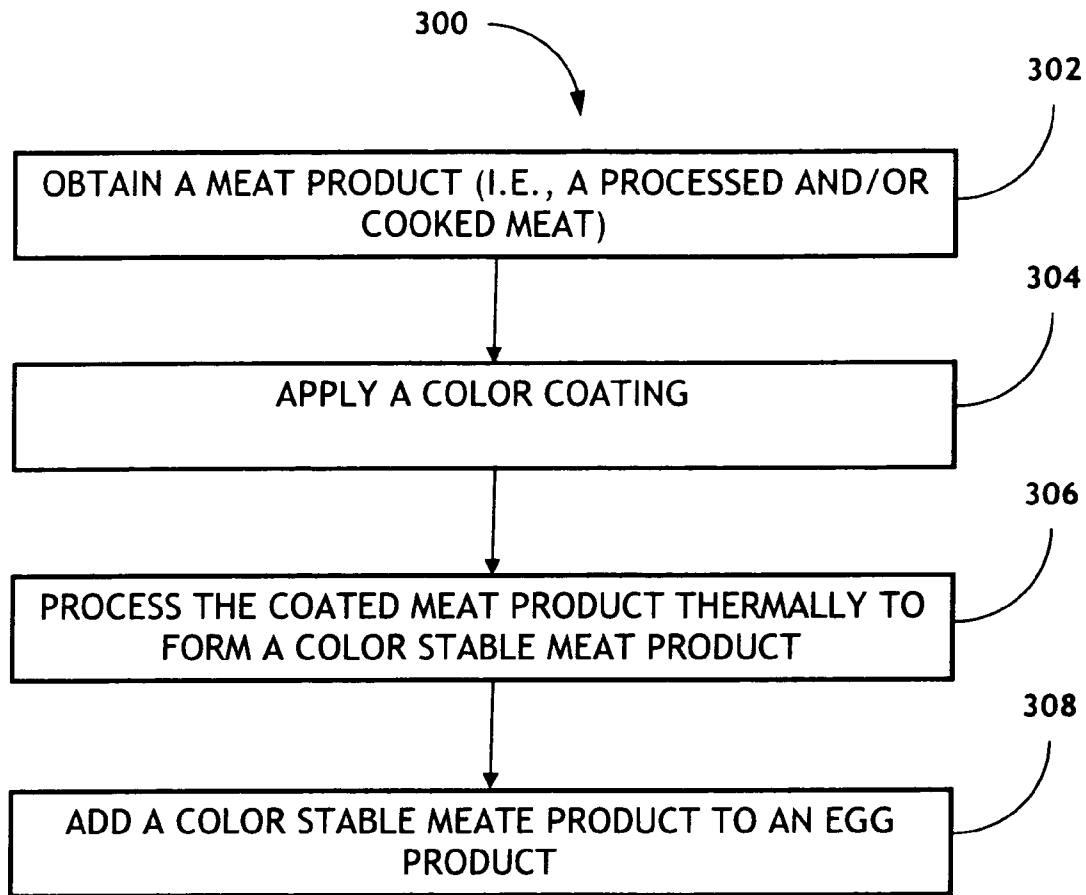 300
302
OBTAIN A MEAT PRODUCT (I.E., A PROCESSED AND/OR
COOKED MEAT)
304
APPLY A COLOR COATING
306
PROCESS THE COATED MEAT PRODUCT THERMALLY TO
FORM A COLOR STABLE MEAT PRODUCT
308
ADD A COLOR STABLE MEATE PRODUCT TO AN EGG
PRODUCT